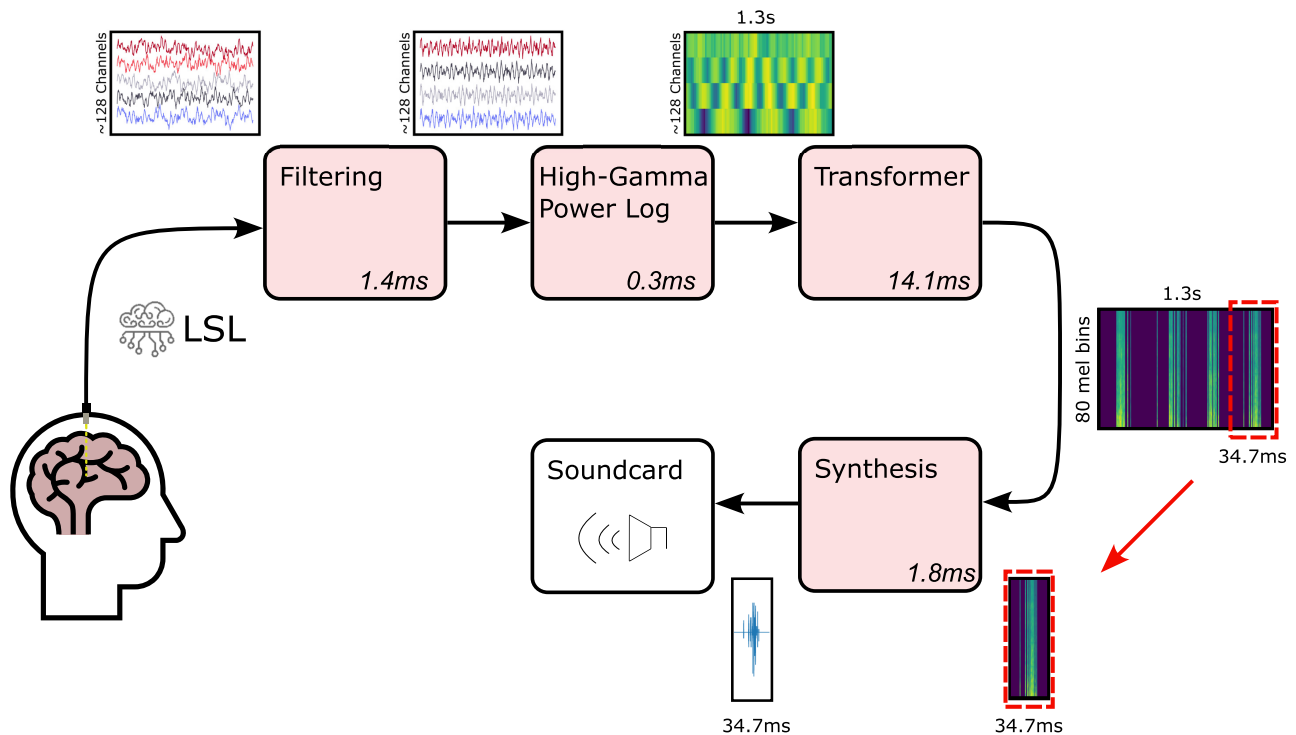 ~128 Channels
~128 Channels
1.3s
~128 Channels
Filtering
1.4ms
High-Gamma
Power Log
0.3ms
Transformer
14.1ms
LSL
1.3s
80 mel bins
34.7ms
Soundcard
Synthesis
1.8ms
34.7ms
34.7ms